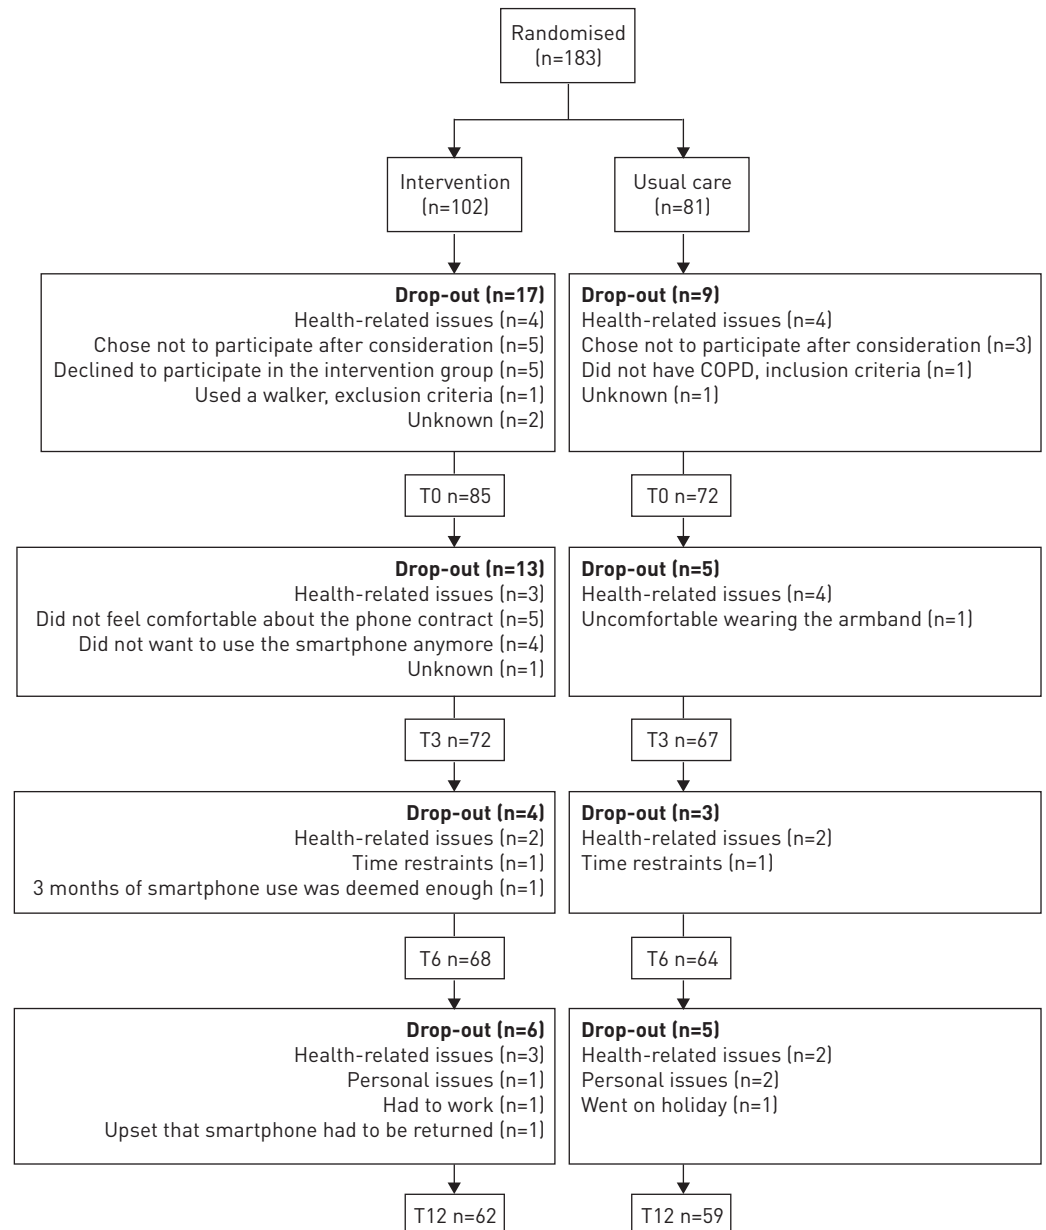 Randomised
(n=183)
Intervention
(n=102)
Usual care
(n=81)
Drop-out (n=17)
Health-related issues (n=4)
Chose not to participate after consideration (n=5)
Declined to participate in the intervention group (n=5)
Used a walker, exclusion criteria (n=1)
Unknown (n=2)
Drop-out (n=9)
Health-related issues (n=4)
Chose not to participate after consideration (n=3)
Did not have COPD, inclusion criteria (n=1)
Unknown (n=1)
T0 n=85
T0 n=72
Drop-out (n=13)
Health-related issues (n=3)
Did not feel comfortable about the phone contract (n=5)
Did not want to use the smartphone anymore (n=4)
Unknown (n=1)
Drop-out (n=5)
Health-related issues (n=4)
Uncomfortable wearing the armband (n=1)
T3 n=72
T3 n=67
Drop-out (n=4)
Health-related issues (n=2)
Time restraints (n=1)
3 months of smartphone use was deemed enough (n=1)
Drop-out (n=3)
Health-related issues (n=2)
Time restraints (n=1)
T6 n=68
T6 n=64
Drop-out (n=6)
Health-related issues (n=3)
Personal issues (n=1)
Had to work (n=1)
Upset that smartphone had to be returned (n=1)
Drop-out (n=5)
Health-related issues (n=2)
Personal issues (n=2)
Went on holiday (n=1)
T12 n=62
T12 n=59